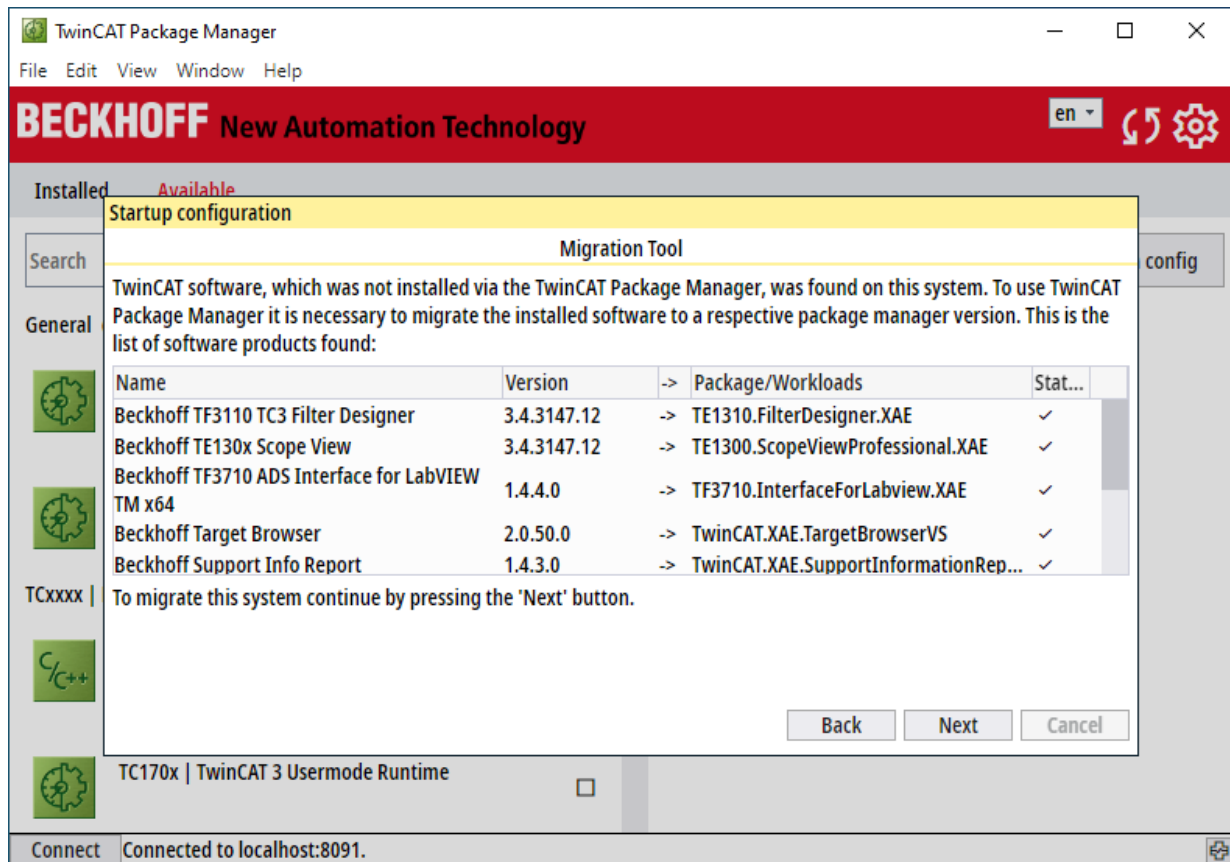 TwinCAT Package Manager
File Edit View Window Help
BECKHOFF New Automation Technology
en
Installed Available
Startup configuration
Migration Tool
Search
config
TwinCAT software, which was not installed via the TwinCAT Package Manager, was found on this system. To use TwinCAT
Package Manager it is necessary to migrate the installed software to a respective package manager version. This is the
list of software products found:
General
Name Version -> Package/Workloads Stat...
Beckhoff TF3110 TC3 Filter Designer 3.4.3147.12 -> TE1310.FilterDesigner.XAE ✓
Beckhoff TE130x Scope View 3.4.3147.12 -> TE1300.ScopeViewProfessional.XAE ✓
Beckhoff TF3710 ADS Interface for LabVIEW
TM x64 1.4.4.0 -> TF3710.InterfaceForLabview.XAE ✓
Beckhoff Target Browser 2.0.50.0 -> TwinCAT.XAE.TargetBrowserVS ✓
Beckhoff Support Info Report 1.4.3.0 -> TwinCAT.XAE.SupportInformationRep... ✓
TCxxxx |
To migrate this system continue by pressing the 'Next' button.
C/C++
Back Next Cancel
TC170x | TwinCAT 3 Usermode Runtime
Connect Connected to localhost:8091.